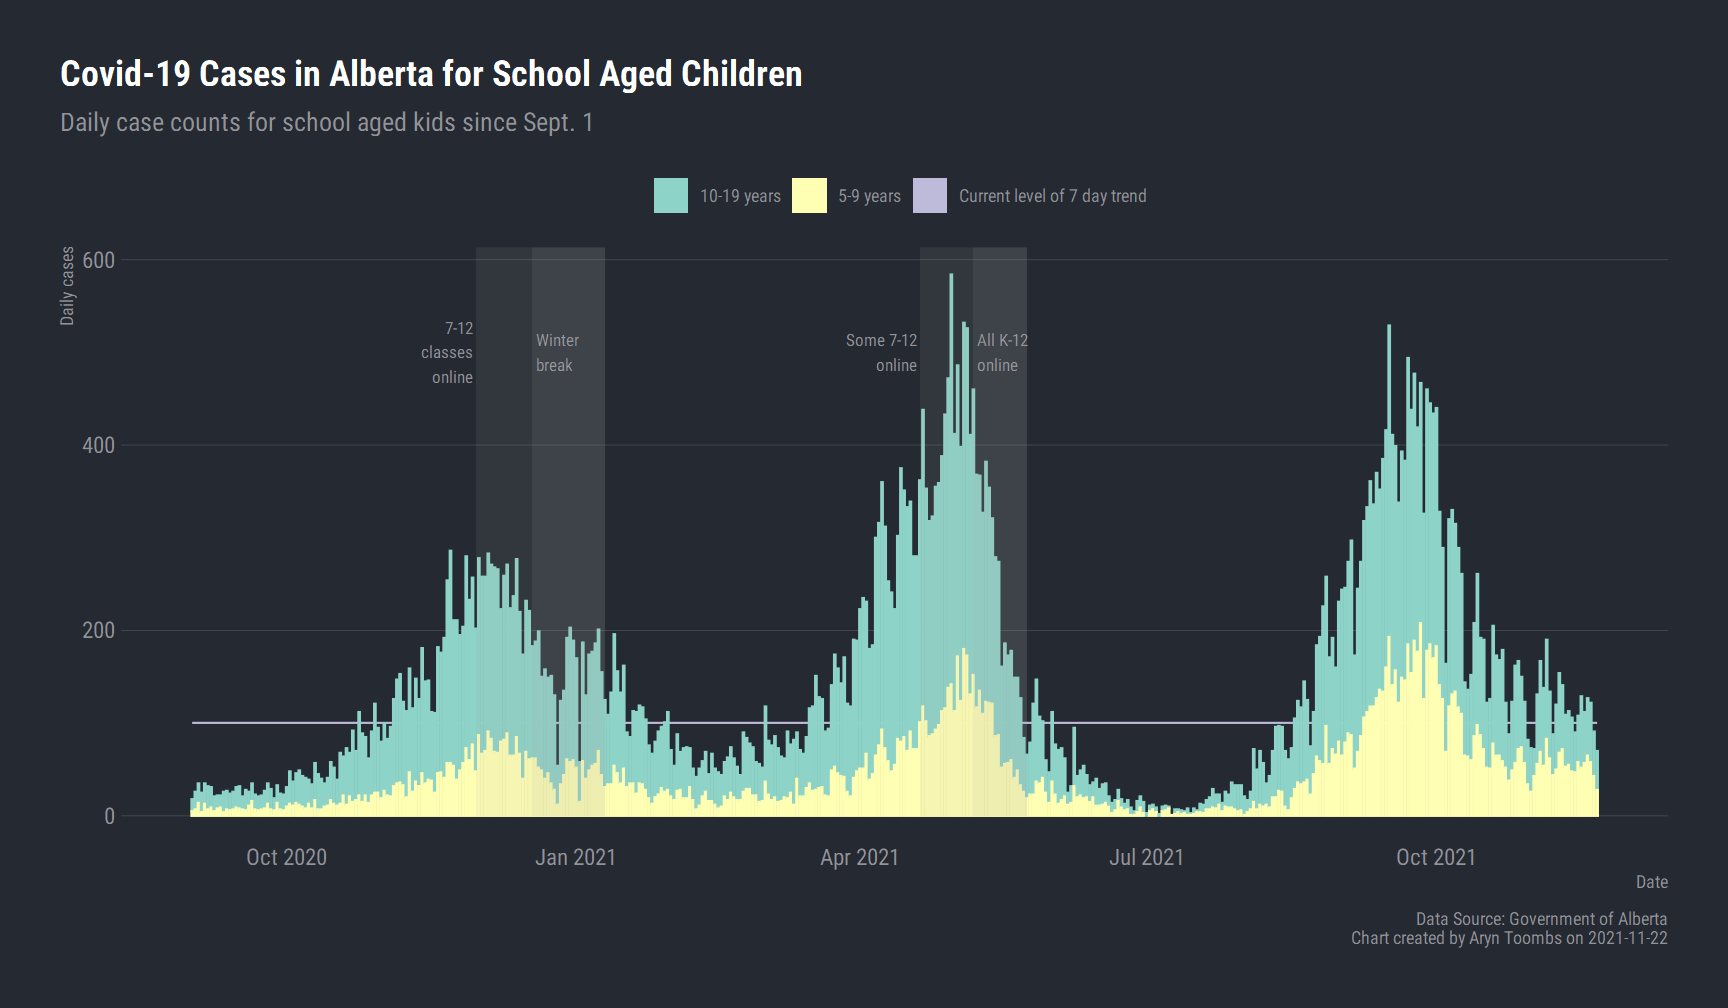 Covid-19 Cases in Alberta for School Aged Children
Daily case counts for school aged kids since Sept. 1
10-19 years
5-9 years
Current level of 7 day trend
Daily cases
600
400
200
0
7-12
classes
online
Winter
break
Some 7-12
online
All K-12
online
Oct 2020
Jan 2021
Apr 2021
Jul 2021
Oct 2021
Date
Data Source: Government of Alberta
Chart created by Aryn Toombs on 2021-11-22